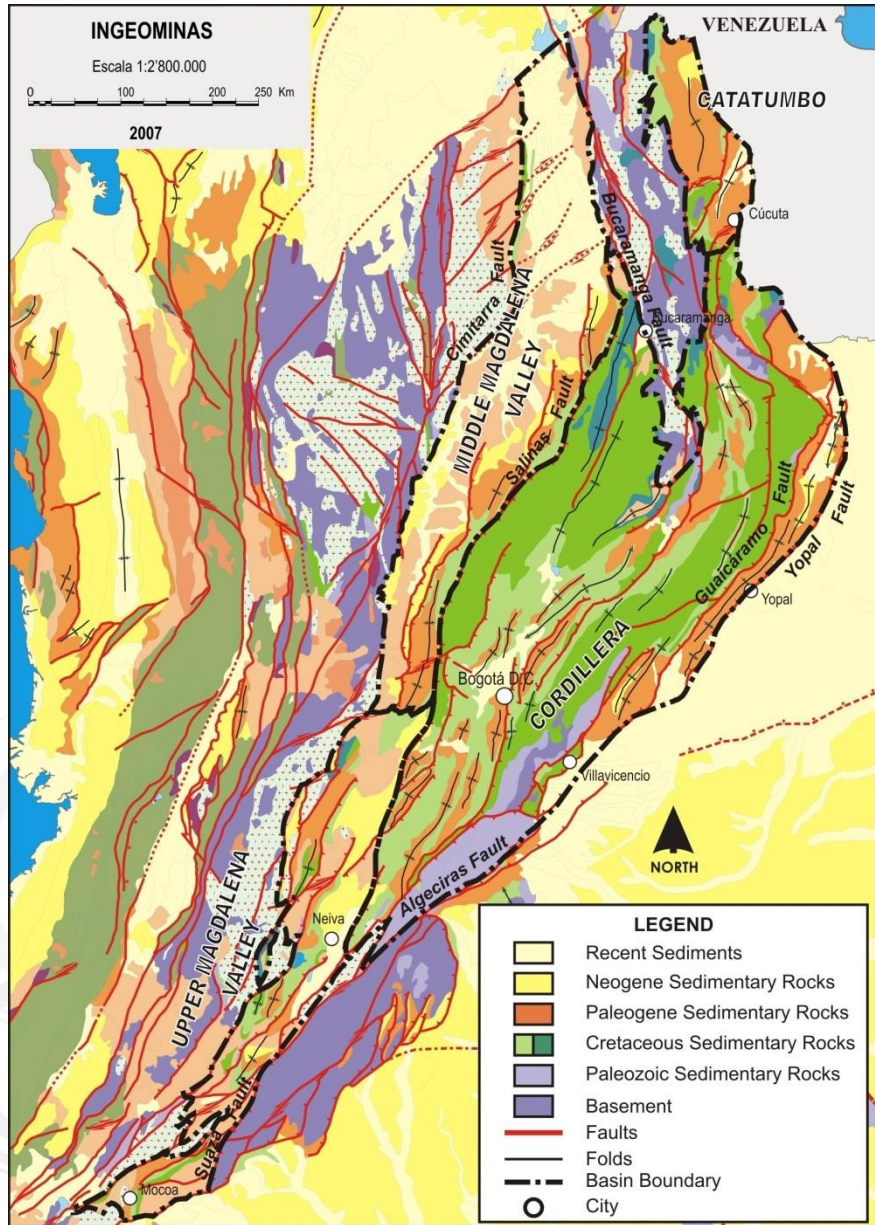 INGEOMINAS
Escala 1:2'800.000
0 100 200 250 Km
2007
VENEZUELA
CATATUMBO
Cúcuta
Bucaramanga Fault
Bucaramanga
Cimitarra Fault
MIDDLE MAGDALENA
VALLEY
Salinas Fault
Guaicáramo Fault
Yopal Fault
Yopal
CORDILLERA
Bogotá D.C.
Villavicencio
NORTH
Algeciras Fault
Neiva
UPPER MAGDALENA
VALLEY
Suaza Fault
Mocoa
LEGEND
Recent Sediments
Neogene Sedimentary Rocks
Paleogene Sedimentary Rocks
Cretaceous Sedimentary Rocks
Paleozoic Sedimentary Rocks
Basement
Faults
Folds
Basin Boundary
City